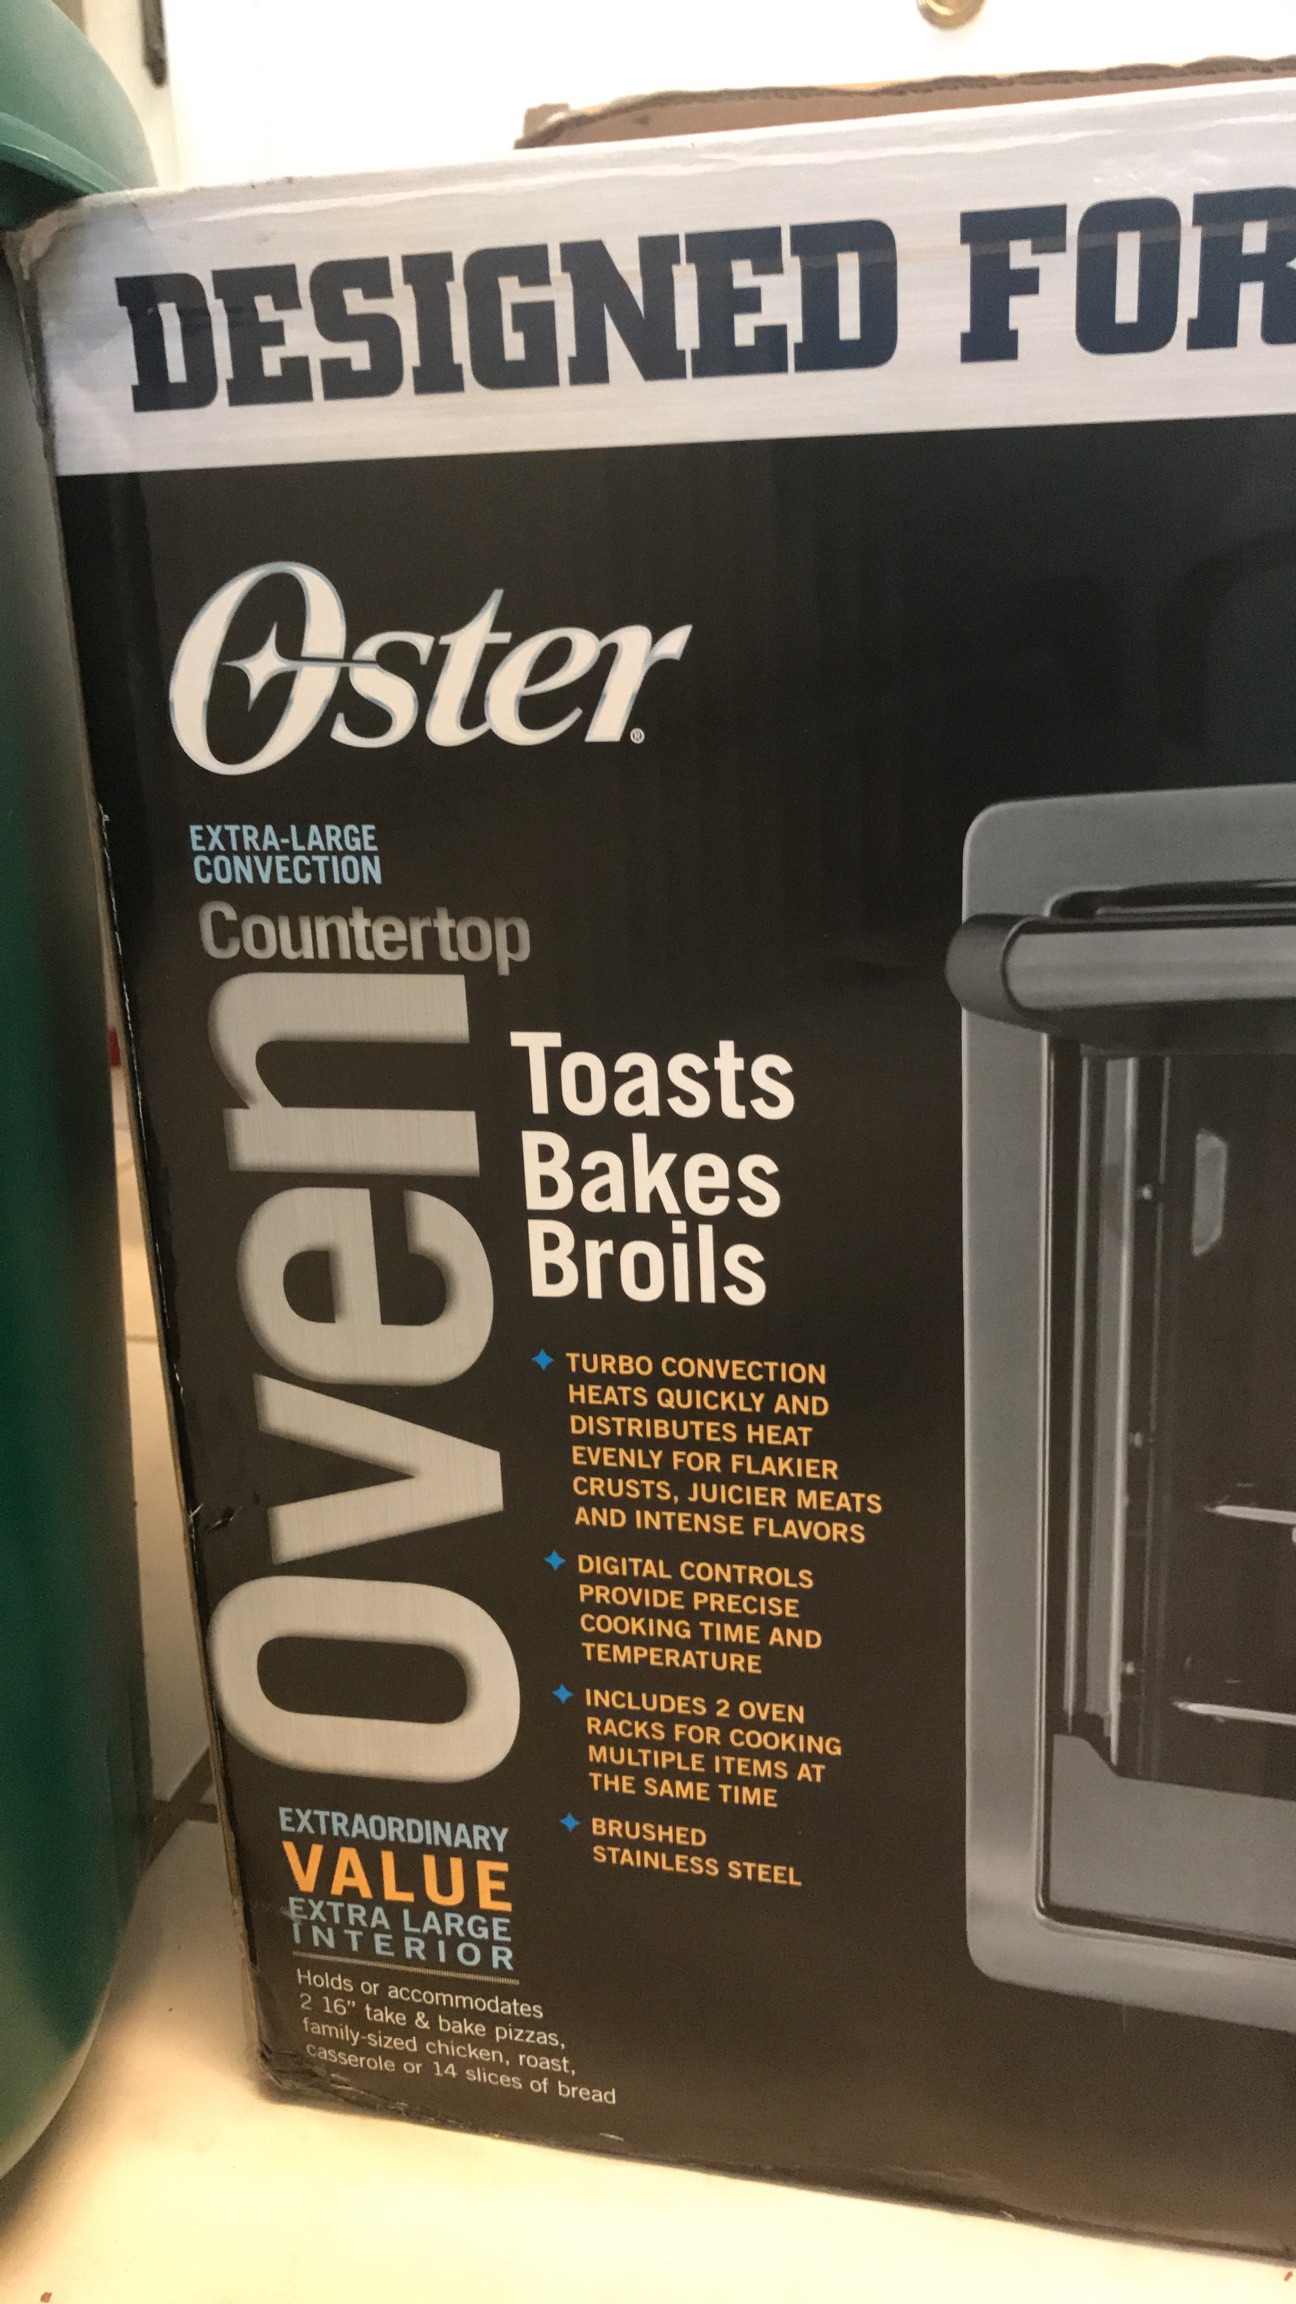 DESIGNED FOR
Oster®
EXTRA-LARGE
CONVECTION
Countertop
Oven
Toasts
Bakes
Broils
TURBO CONVECTION
HEATS QUICKLY AND
DISTRIBUTES HEAT
EVENLY FOR FLAKIER
CRUSTS, JUICIER MEATS
AND INTENSE FLAVORS
DIGITAL CONTROLS
PROVIDE PRECISE
COOKING TIME AND
TEMPERATURE
INCLUDES 2 OVEN
RACKS FOR COOKING
MULTIPLE ITEMS AT
THE SAME TIME
BRUSHED
STAINLESS STEEL
EXTRAORDINARY
VALUE
EXTRA LARGE
INTERIOR
Holds or accommodates
2 16” take & bake pizzas,
family-sized chicken, roast,
casserole or 14 slices of bread